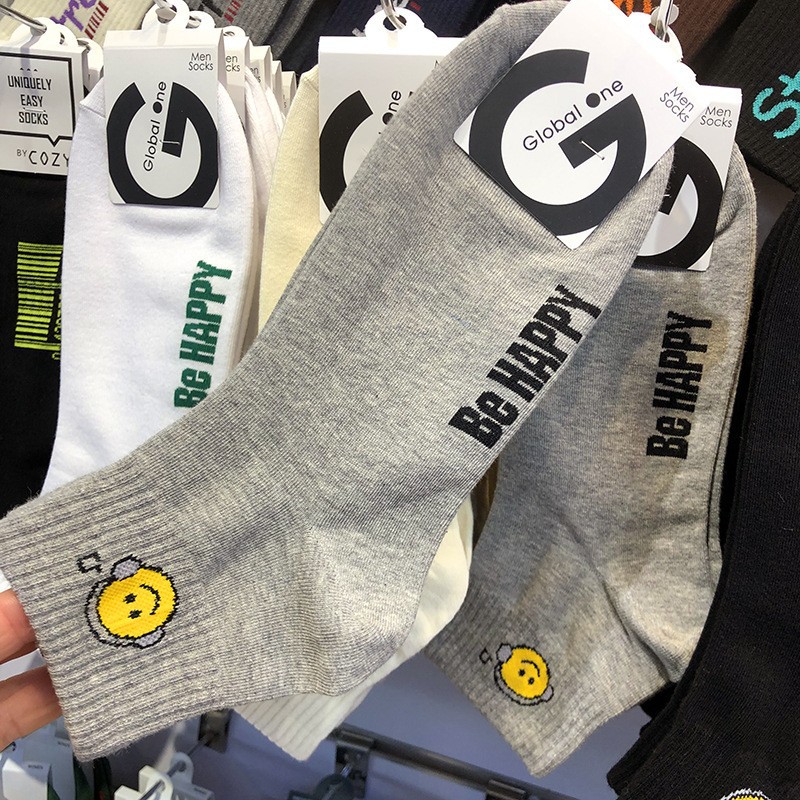 UNIQUELY
EASY
SOCKS
BY COZY
Men
Socks
Global One
Be HAPPY
Men
Socks
Global One
Be HAPPY
Men
Socks
Be HAPPY